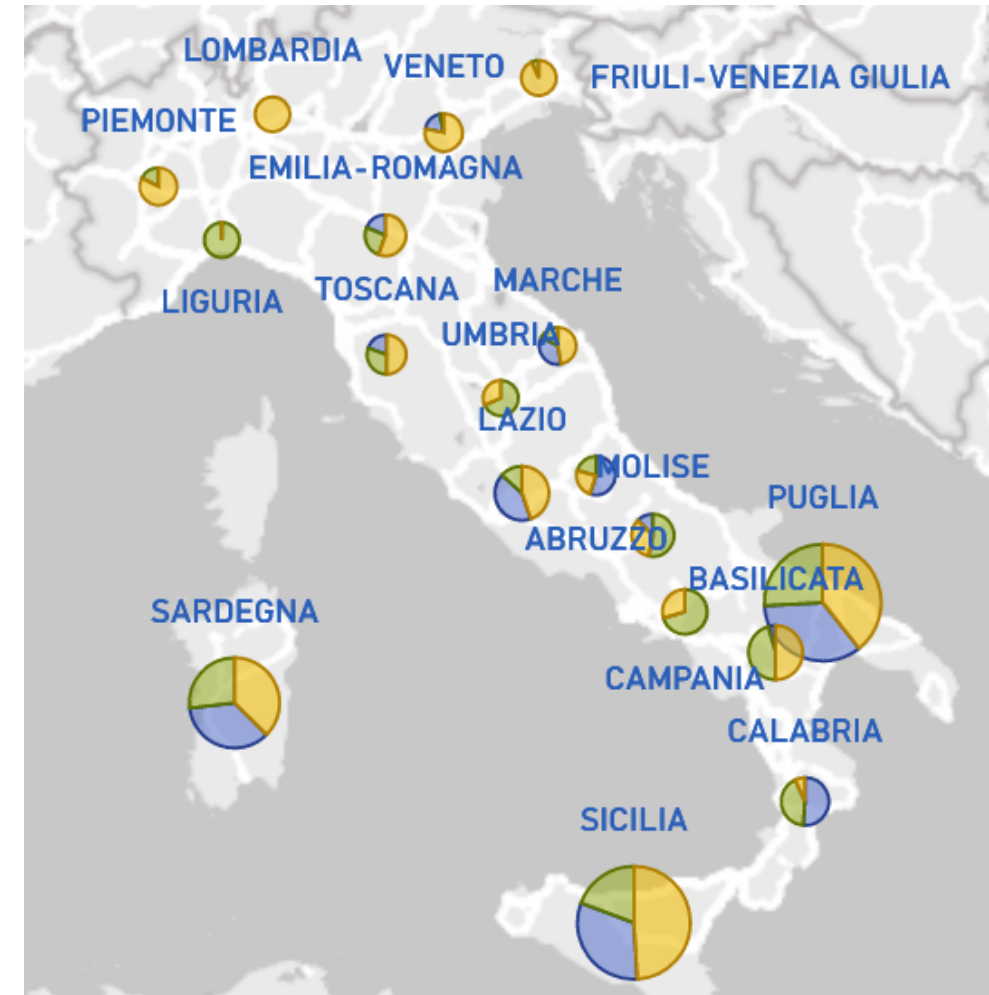 LOMBARDIA
VENETO
FRIULI-VENEZIA GIULIA
PIEMONTE
EMILIA-ROMAGNA
LIGURIA
TOSCANA
MARCHE
UMBRIA
LAZIO
MOLISE
PUGLIA
ABRUZZO
BASILICATA
SARDEGNA
CAMPANIA
CALABRIA
SICILIA